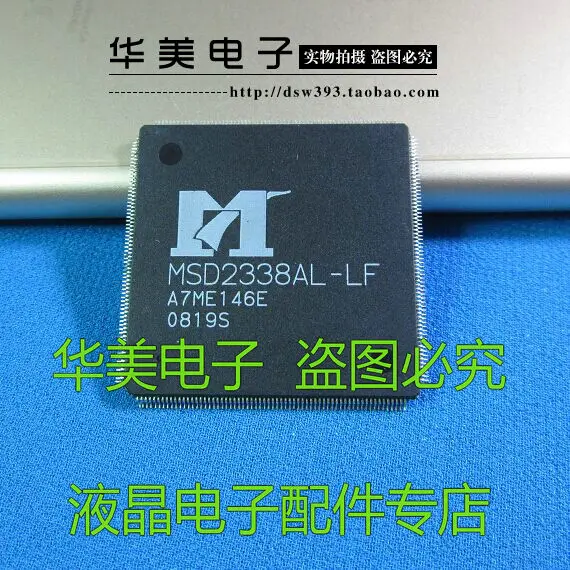 华美电子 实物拍摄 盗图必究
http://dsw393.taobao.com/
MSD2338AL-LF
A7ME146E
0819S
华美电子 盗图必究
液晶电子配件专店